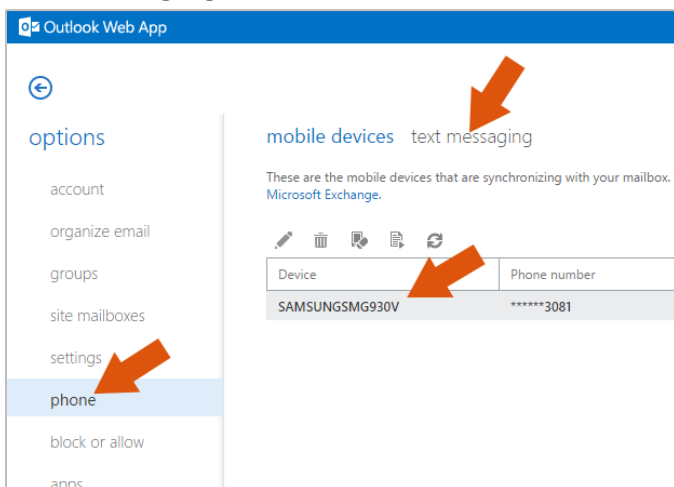 Outlook Web App
options
account
organize email
groups
site mailboxes
settings
phone
block or allow
apps
mobile devices text messaging
These are the mobile devices that are synchronizing with your mailbox.
Microsoft Exchange.
Device Phone number
SAMSUNGSMG930V ******3081